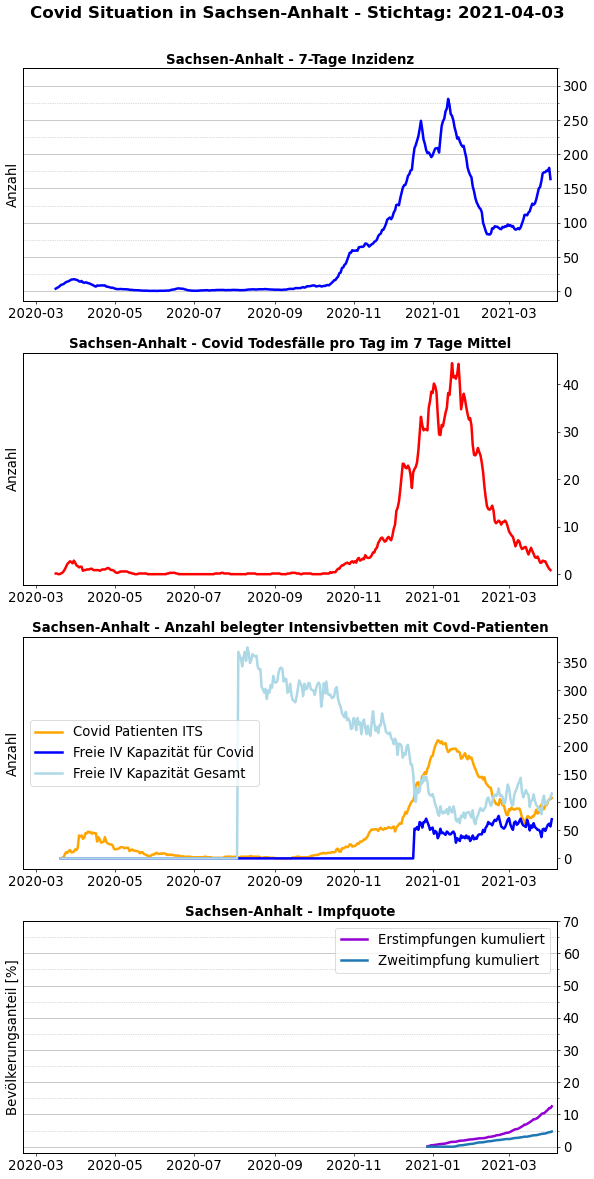 Covid Situation in Sachsen-Anhalt - Stichtag: 2021-04-03
Sachsen-Anhalt - 7-Tage Inzidenz
Anzahl
300
250
200
150
100
50
0
2020-03 2020-05 2020-07 2020-09 2020-11 2021-01 2021-03
Sachsen-Anhalt - Covid Todesfälle pro Tag im 7 Tage Mittel
Anzahl
40
30
20
10
0
2020-03 2020-05 2020-07 2020-09 2020-11 2021-01 2021-03
Sachsen-Anhalt - Anzahl belegter Intensivbetten mit Covd-Patienten
Anzahl
Covid Patienten ITS
Freie IV Kapazität für Covid
Freie IV Kapazität Gesamt
350
300
250
200
150
100
50
0
2020-03 2020-05 2020-07 2020-09 2020-11 2021-01 2021-03
Sachsen-Anhalt - Impfquote
Bevölkerungsanteil [%]
Erstimpfungen kumuliert
Zweitimpfung kumuliert
70
60
50
40
30
20
10
0
2020-03 2020-05 2020-07 2020-09 2020-11 2021-01 2021-03